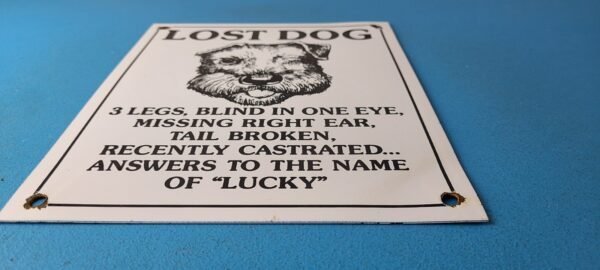 LOST DOG
3 LEGS, BLIND IN ONE EYE,
MISSING RIGHT EAR,
TAIL BROKEN,
RECENTLY CASTRATED...
ANSWERS TO THE NAME
OF "LUCKY"